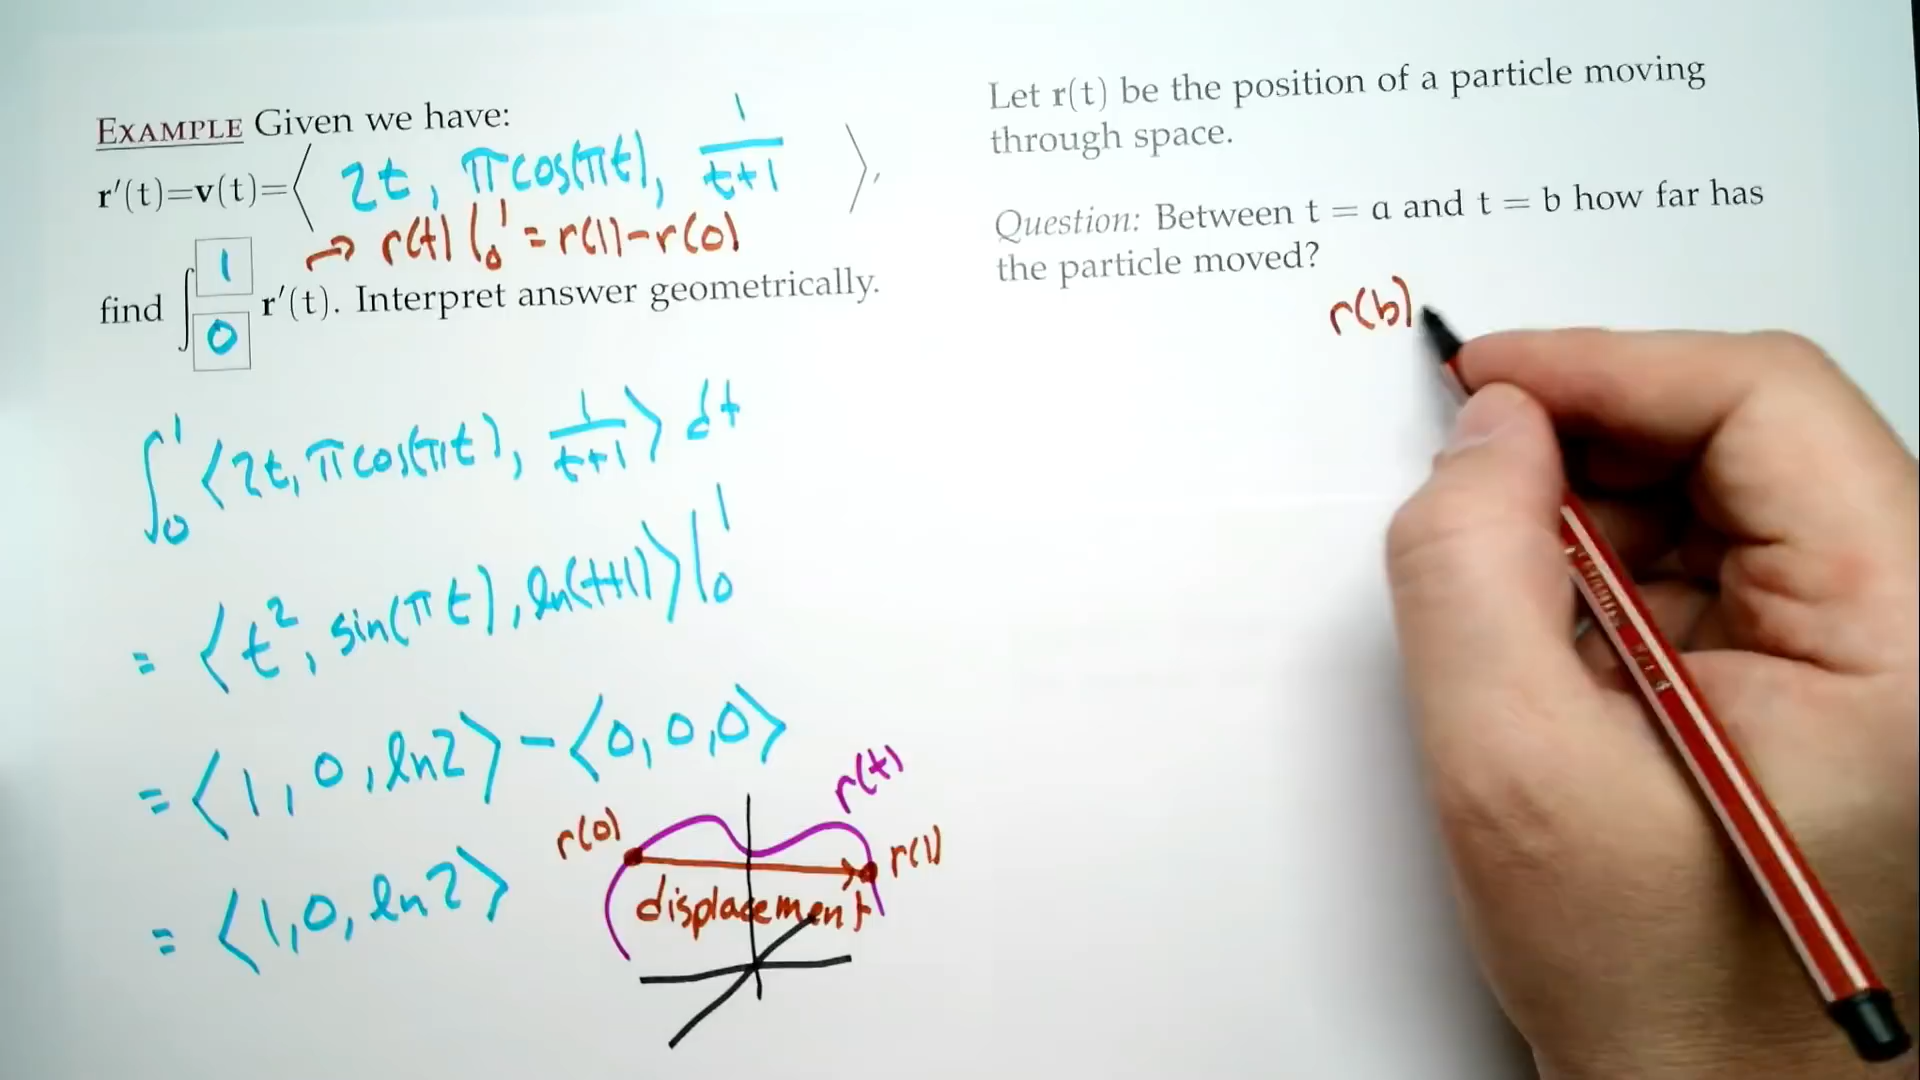 EXAMPLE Given we have:
r′(t)=v(t)=⟨ 2t, πcos(πt), 1/(t+1) ⟩,
→ r(t)|₀¹ = r(1)-r(0)
find ∫₀¹ r′(t). Interpret answer geometrically.
∫₀¹ ⟨2t, πcos(πt), 1/(t+1)⟩ dt
= ⟨t², sin(πt), ln(t+1)⟩|₀¹
= ⟨1, 0, ln2⟩ - ⟨0, 0, 0⟩
= ⟨1, 0, ln2⟩
r(t)
r(0)
r(1)
displacement
Let r(t) be the position of a particle moving
through space.
Question: Between t = a and t = b how far has
the particle moved?
r(b)